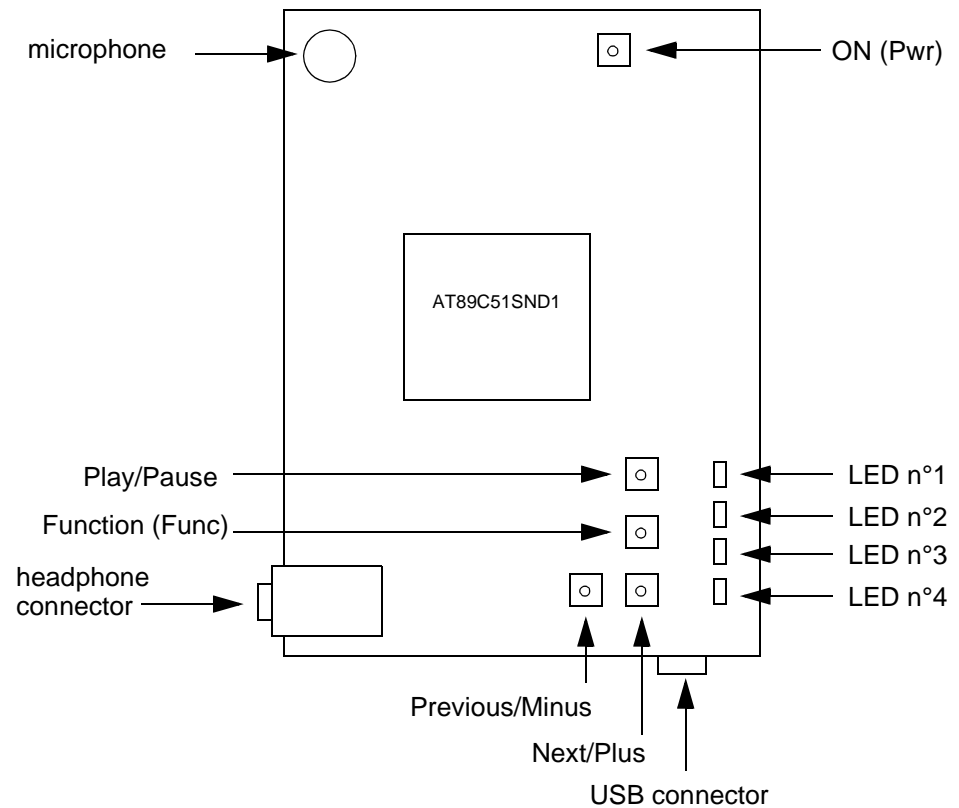 microphone
ON (Pwr)
AT89C51SND1
Play/Pause
LED n°1
Function (Func)
LED n°2
LED n°3
headphone
connector
LED n°4
Previous/Minus
Next/Plus
USB connector